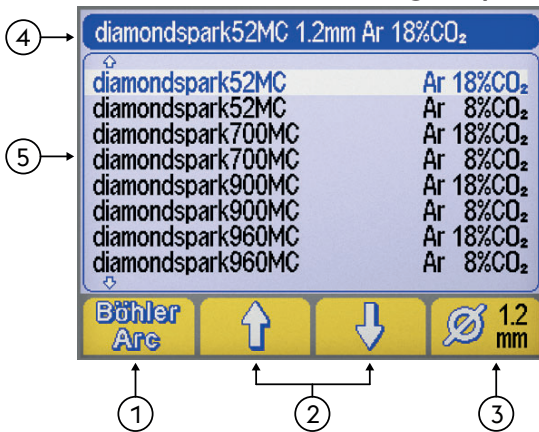 4 diamondspark52MC 1.2mm Ar 18%CO₂
diamondspark52MC Ar 18%CO₂
diamondspark52MC Ar 8%CO₂
diamondspark700MC Ar 18%CO₂
5 diamondspark700MC Ar 8%CO₂
diamondspark900MC Ar 18%CO₂
diamondspark900MC Ar 8%CO₂
diamondspark960MC Ar 18%CO₂
diamondspark960MC Ar 8%CO₂
Böhler 1.2
Arc mm
1 2 3